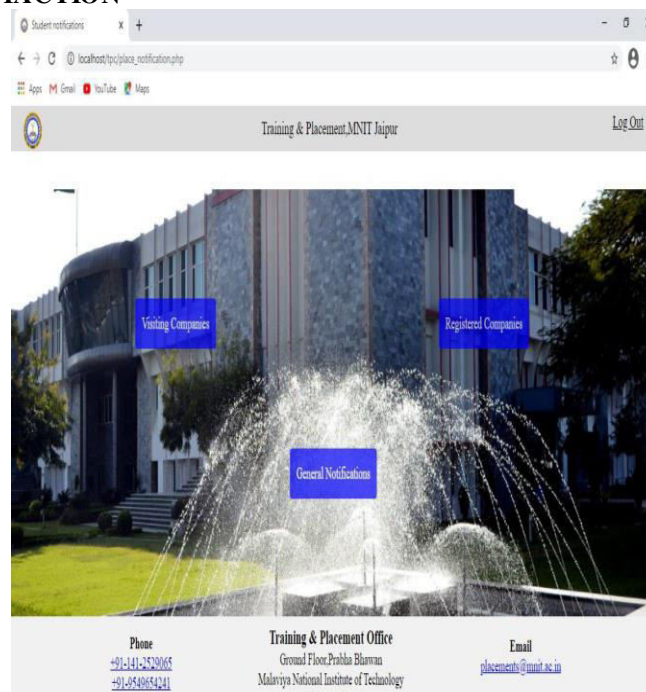 Student notifications x +
localhost/tpc/place_notification.php
Apps M Gmail YouTube Maps
Training & Placement,MNIT Jaipur
Log Out
Visiting Companies
Registered Companies
General Notifications
Phone
+91-141-2529065
+91-9549654241
Training & Placement Office
Ground Floor,Prabha Bhawan
Malaviya National Institute of Technology
Email
placements@mnit.ac.in